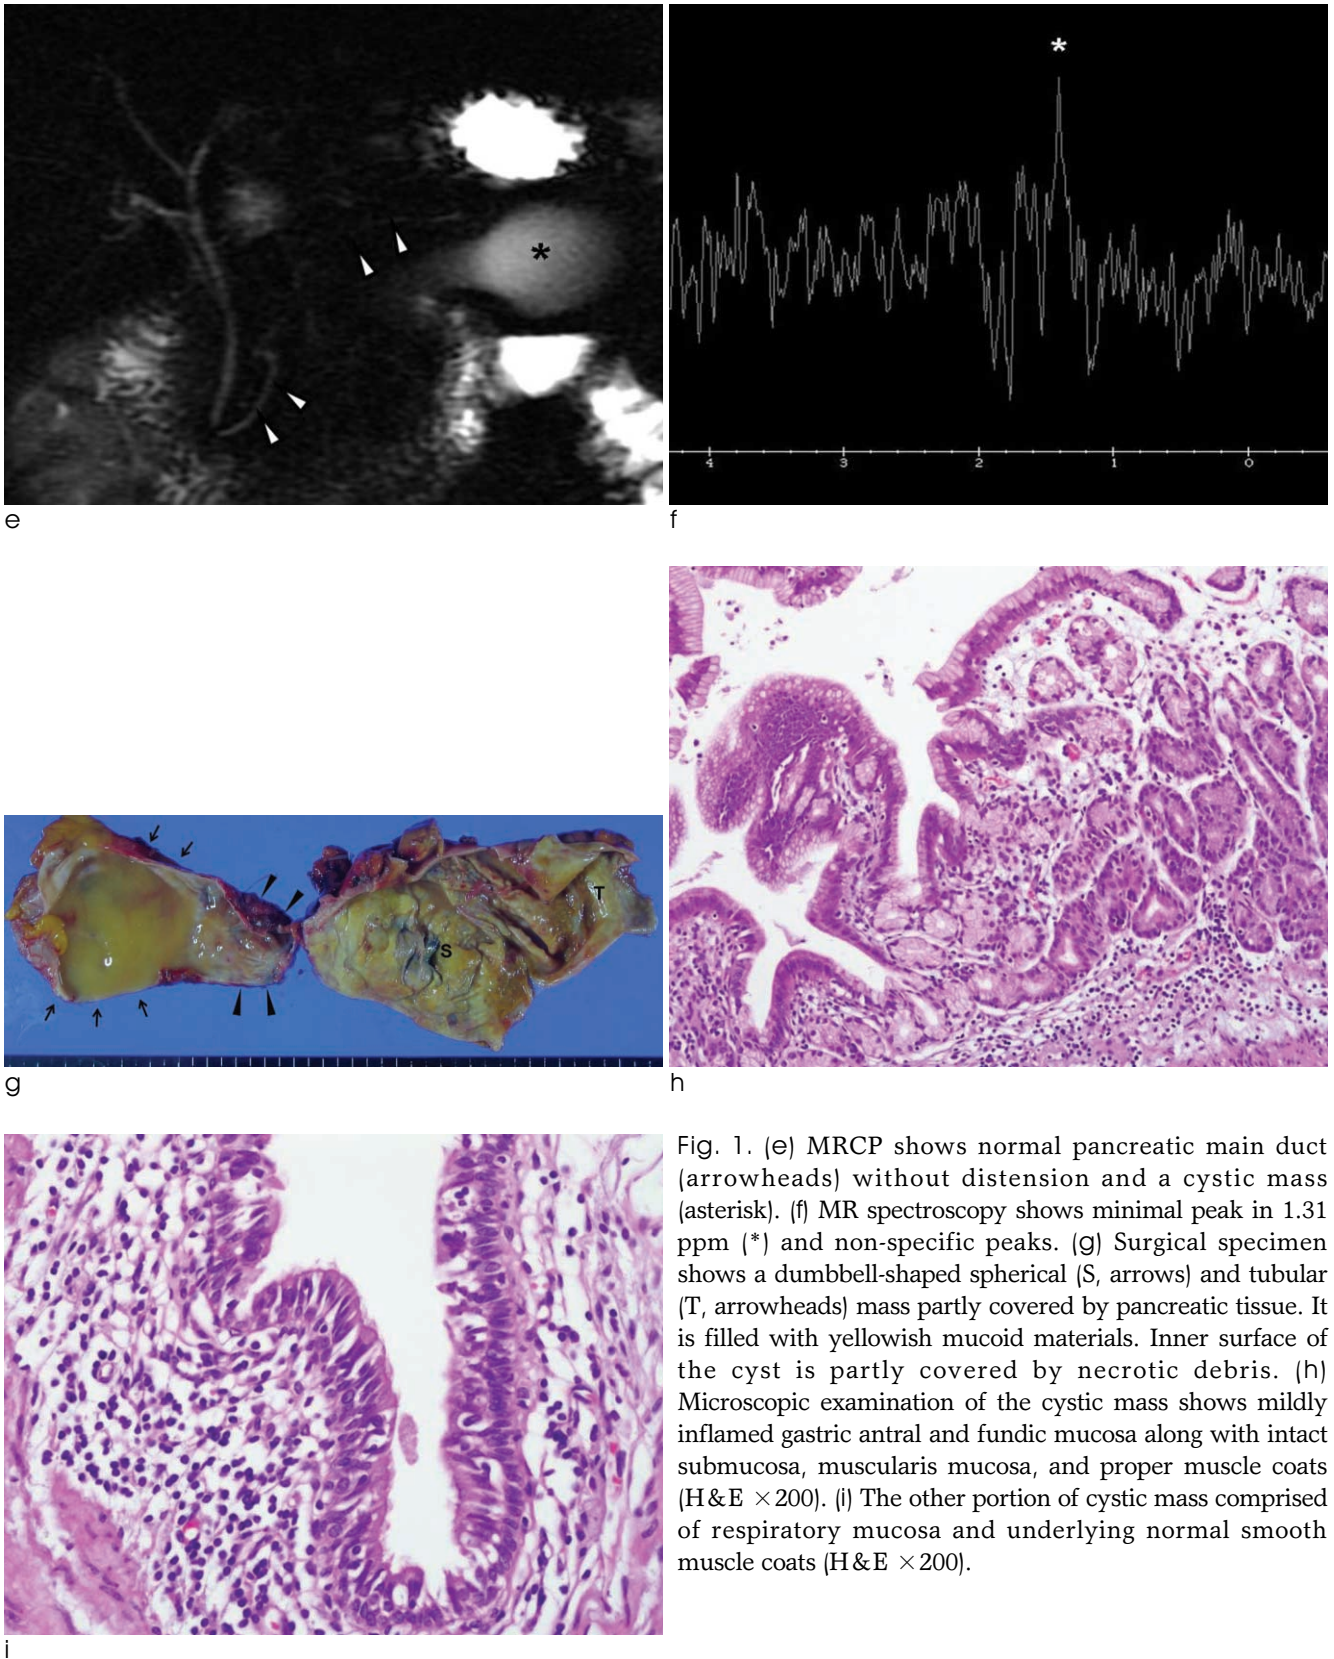 *
*
4 3 2 1 0
e
f
T
S
g
h
i
Fig. 1. (e) MRCP shows normal pancreatic main duct
(arrowheads) without distension and a cystic mass
(asterisk). (f) MR spectroscopy shows minimal peak in 1.31
ppm (*) and non-specific peaks. (g) Surgical specimen
shows a dumbbell-shaped spherical (S, arrows) and tubular
(T, arrowheads) mass partly covered by pancreatic tissue. It
is filled with yellowish mucoid materials. Inner surface of
the cyst is partly covered by necrotic debris. (h)
Microscopic examination of the cystic mass shows mildly
inflamed gastric antral and fundic mucosa along with intact
submucosa, muscularis mucosa, and proper muscle coats
(H&E ×200). (i) The other portion of cystic mass comprised
of respiratory mucosa and underlying normal smooth
muscle coats (H&E ×200).